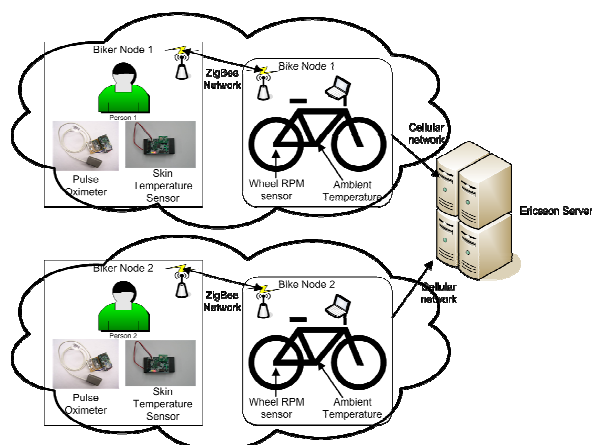 Biker Node 1
ZigBee
Network
Bike Node 1
Person 1
Pulse
Oximeter
Skin
Temperature
Sensor
Wheel RPM
sensor
Ambient
Temperature
Cellular
network
Ericsson Server
Biker Node 2
ZigBee
Network
Bike Node 2
Person 2
Pulse
Oximeter
Skin
Temperature
Sensor
Wheel RPM
sensor
Ambient
Temperature
Cellular
network